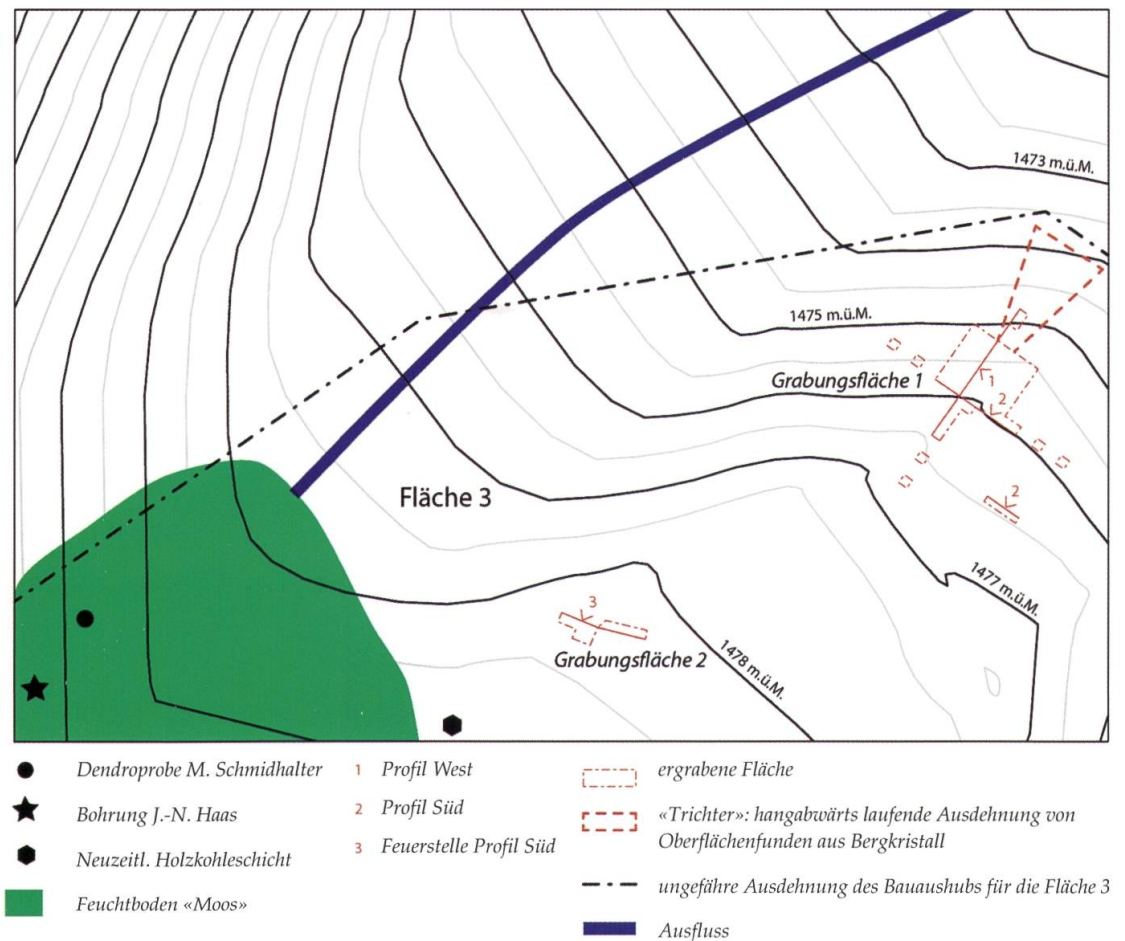 1473 m.ü.M.
1475 m.ü.M.
Grabungsfläche 1
1
2
Fläche 3
2
1477 m.ü.M.
3
Grabungsfläche 2
1478 m.ü.M.
Dendroprobe M. Schmidhalter
Bohrung J.-N. Haas
Neuzeitl. Holzkohleschicht
Feuchtboden «Moos»
1 Profil West
2 Profil Süd
3 Feuerstelle Profil Süd
ergrabene Fläche
«Trichter»: hangabwärts laufende Ausdehnung von
Oberflächenfunden aus Bergkristall
ungefähre Ausdehnung des Bauaushubs für die Fläche 3
Ausfluss